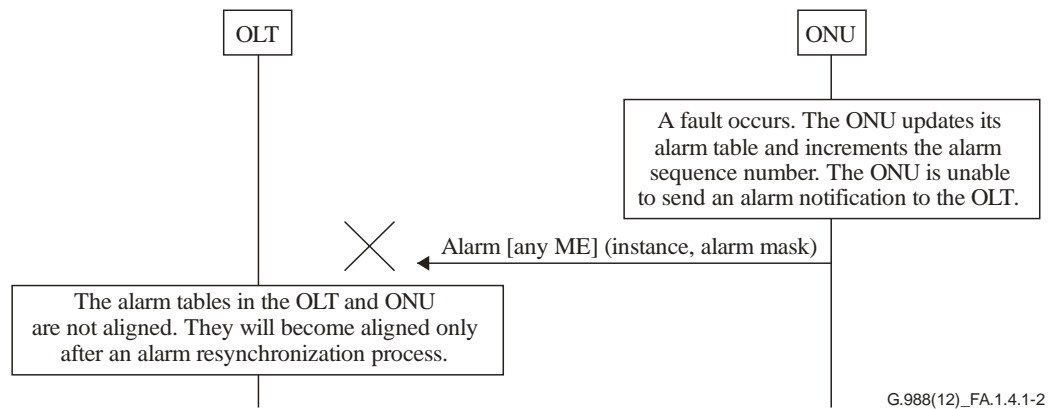 OLT
ONU
A fault occurs. The ONU updates its
alarm table and increments the alarm
sequence number. The ONU is unable
to send an alarm notification to the OLT.
Alarm [any ME] (instance, alarm mask)
The alarm tables in the OLT and ONU
are not aligned. They will become aligned only
after an alarm resynchronization process.
G.988(12)_FA.1.4.1-2